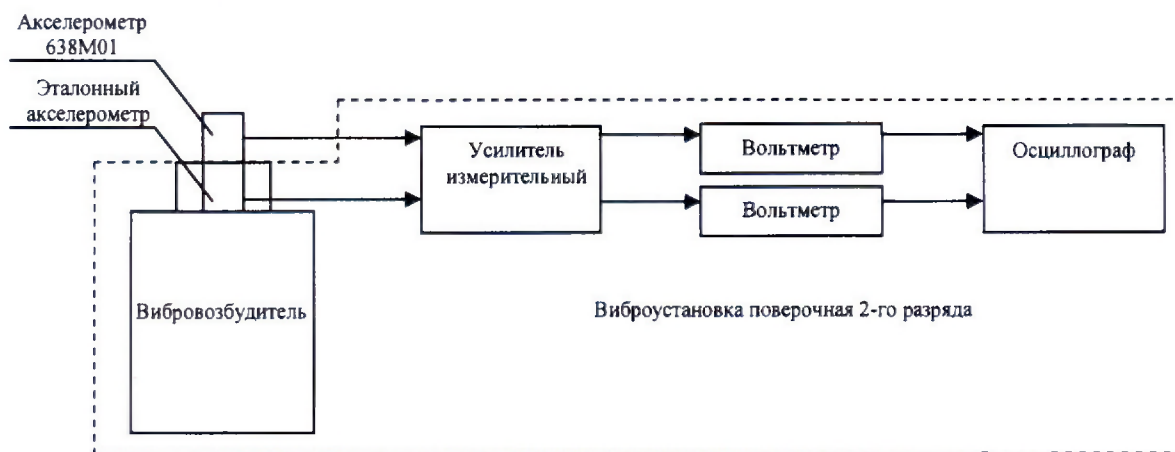 Акселерометр
638М01
Эталонный
акселерометр
Усилитель
измерительный
Вольтметр
Вольтметр
Осциллограф
Вибровозбудитель
Виброустановка поверочная 2-го разряда